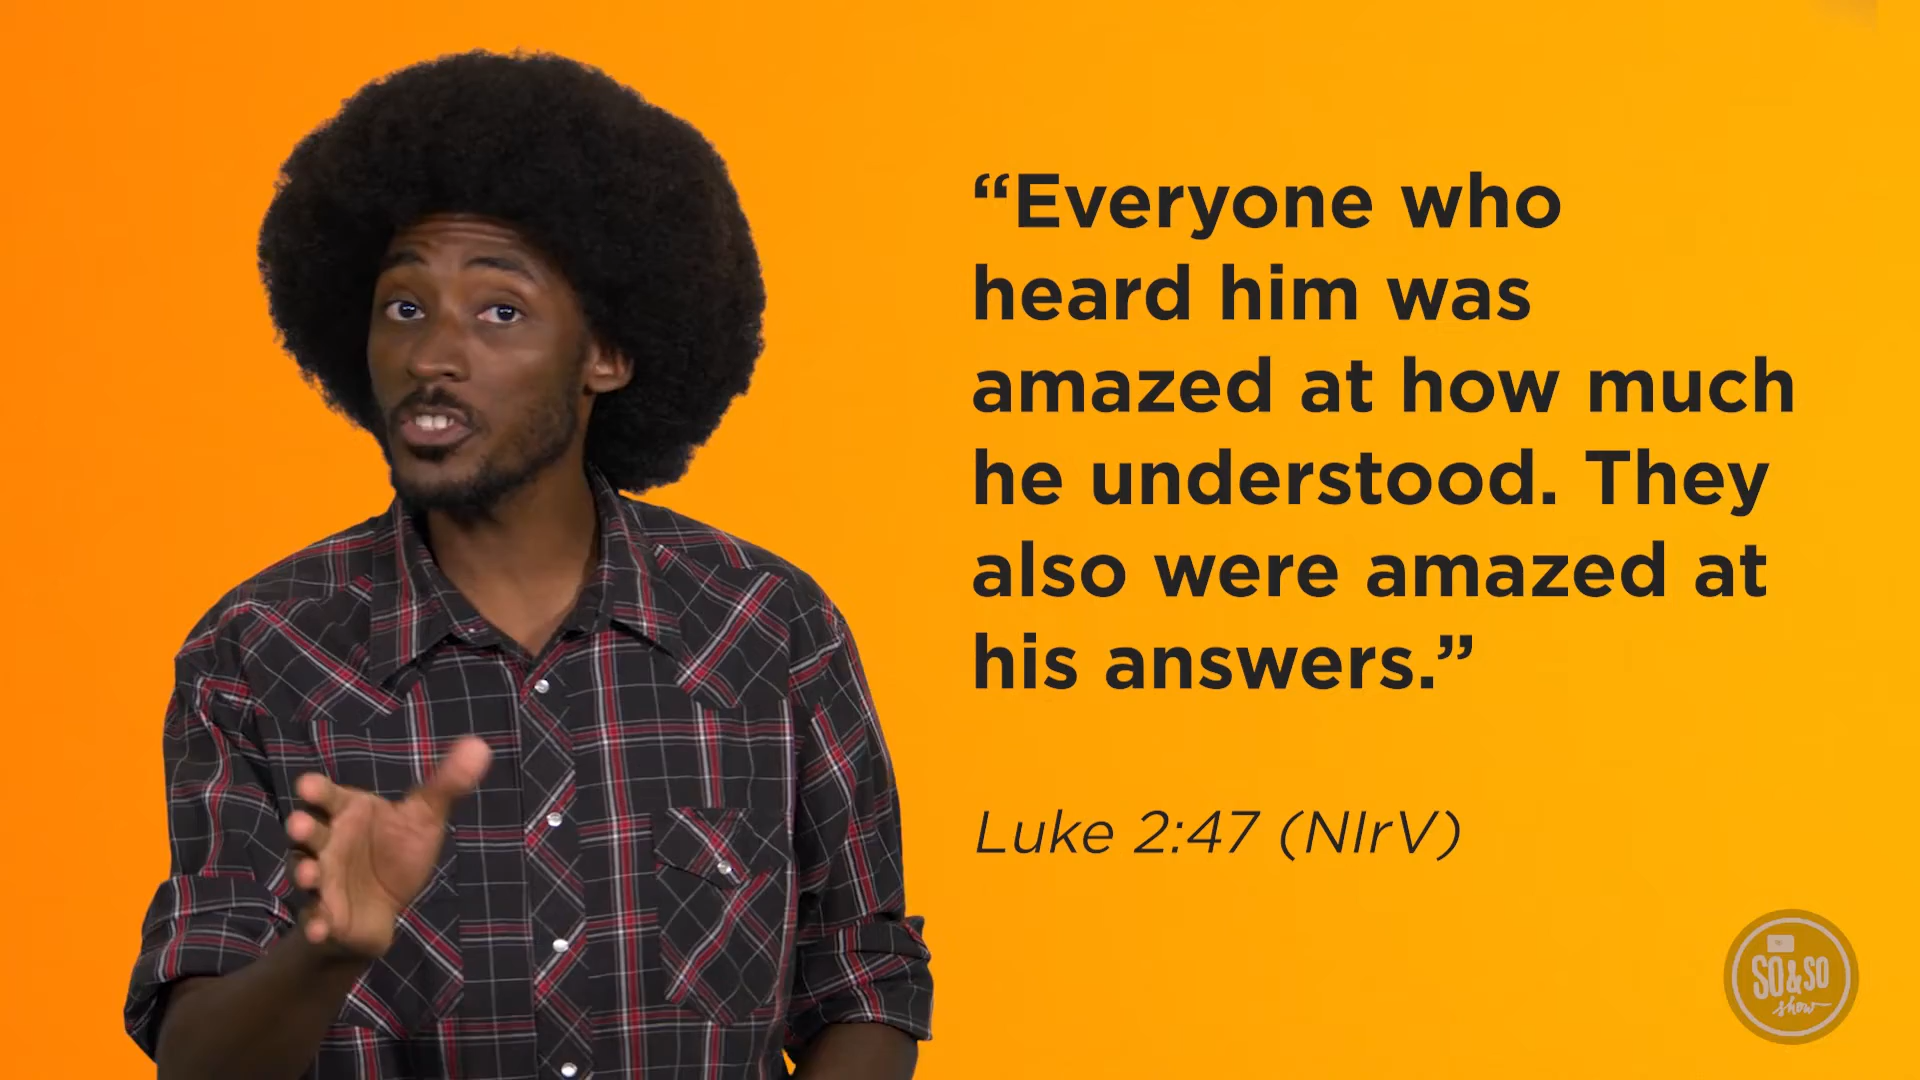 “Everyone who
heard him was
amazed at how much
he understood. They
also were amazed at
his answers.”
Luke 2:47 (NIrV)
SO&SO
show